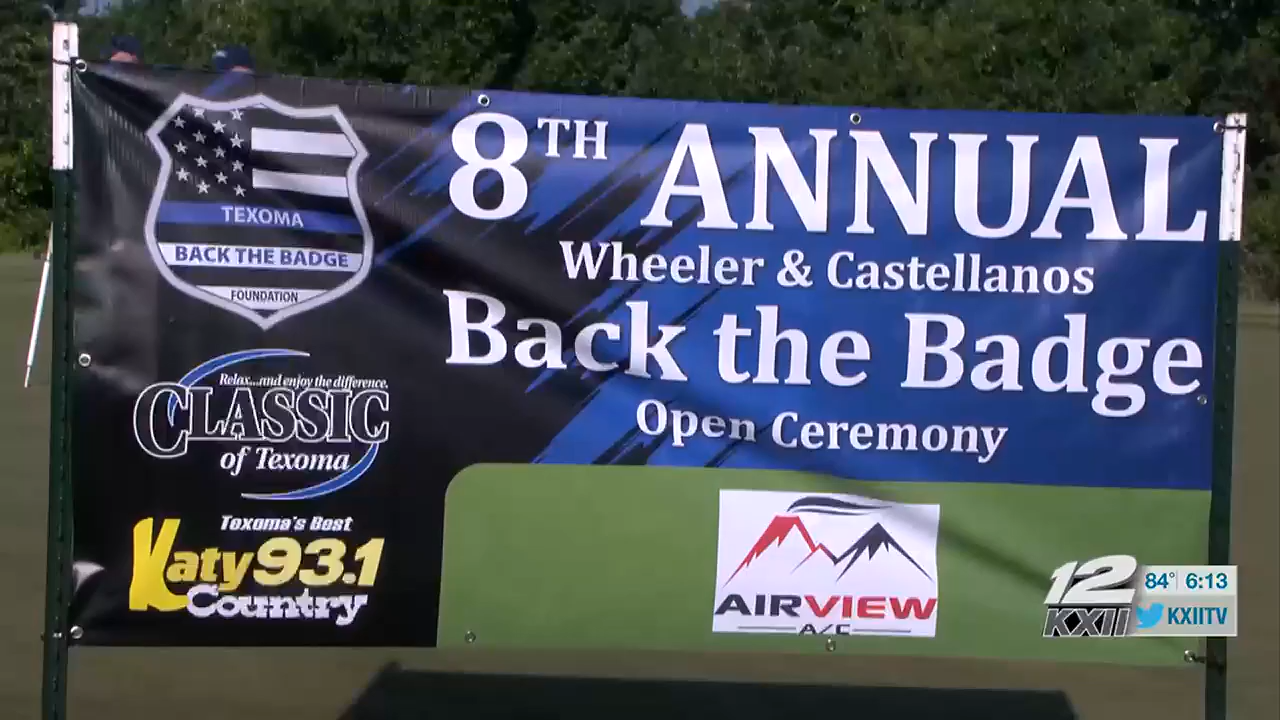 8TH ANNUAL
Wheeler & Castellanos
Back the Badge
Open Ceremony
TEXOMA
BACK THE BADGE
FOUNDATION
Relax...and enjoy the difference.
CLASSIC
of Texoma
Texoma's Best
Katy 93.1
Country
AIRVIEW
A/C
12
KXII
84° 6:13
KXIITV